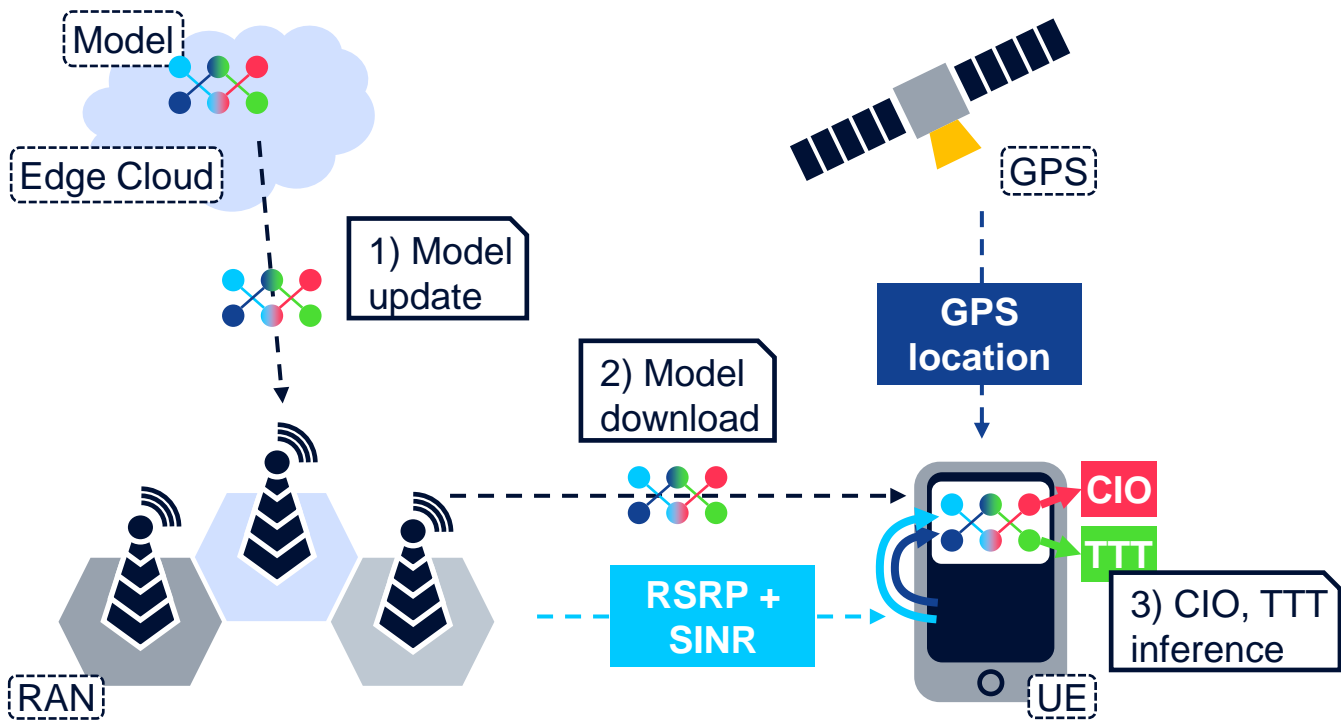 Model
Edge Cloud
GPS
1) Model
update
GPS
location
2) Model
download
CIO
TTT
RSRP +
SINR
3) CIO, TTT
inference
RAN
UE